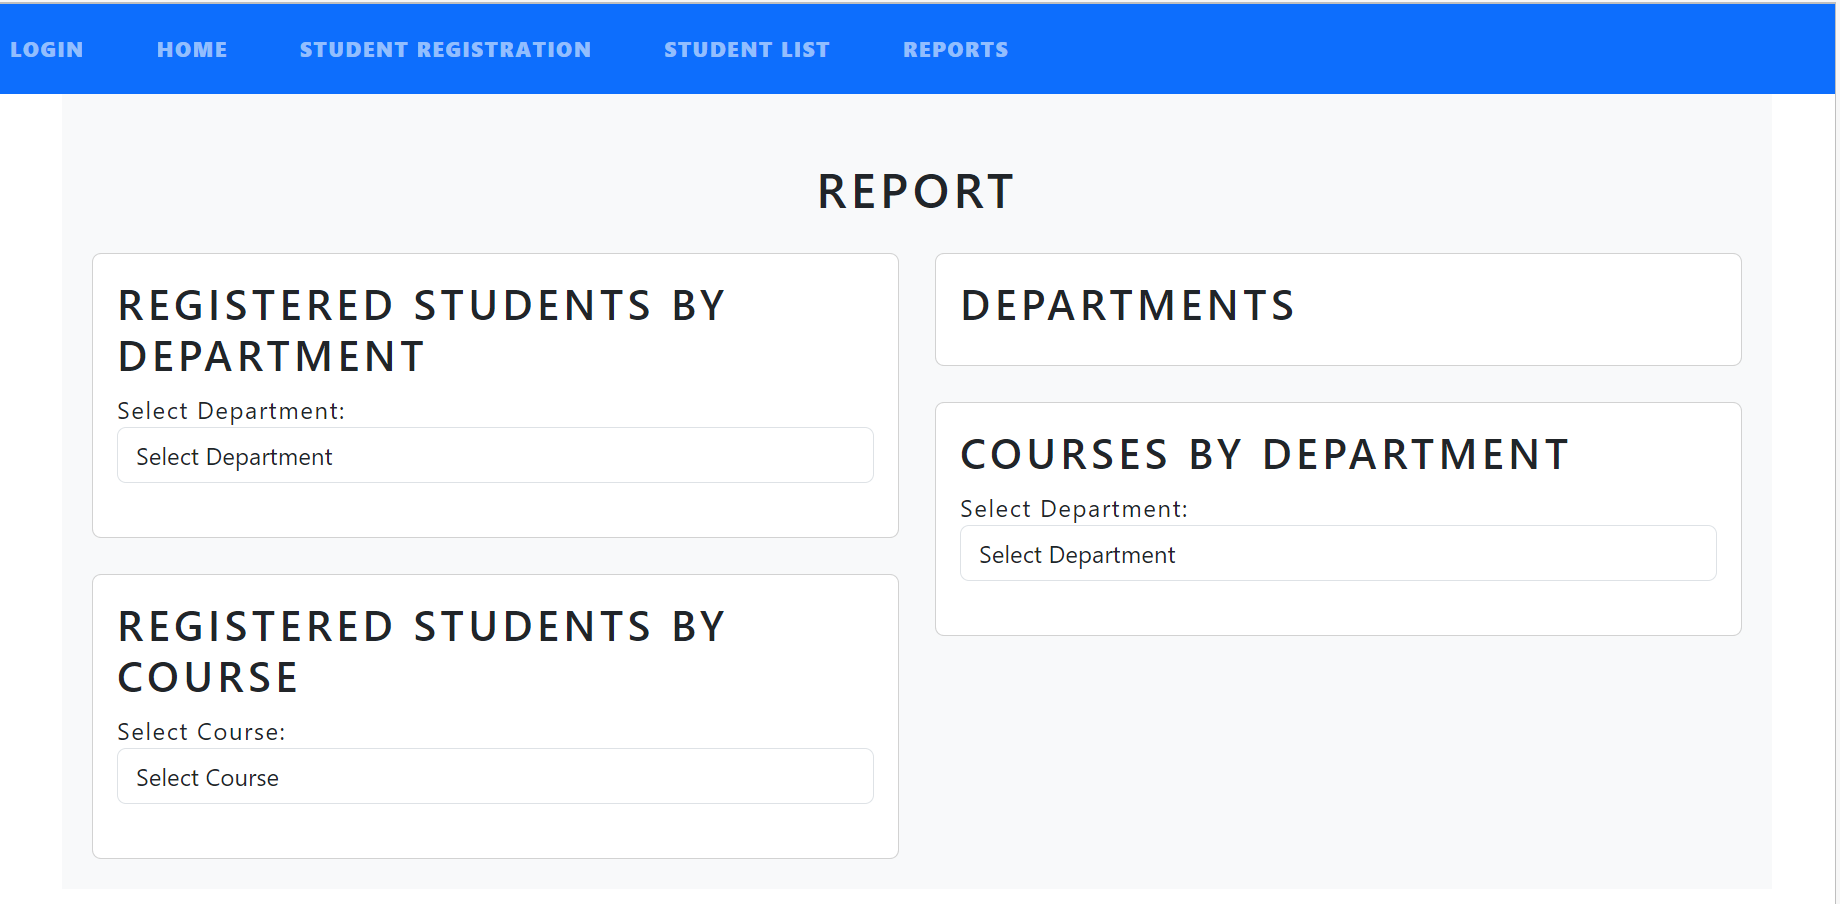 LOGIN HOME STUDENT REGISTRATION STUDENT LIST REPORTS
REPORT
REGISTERED STUDENTS BY
DEPARTMENT
Select Department:
Select Department
REGISTERED STUDENTS BY
COURSE
Select Course:
Select Course
DEPARTMENTS
COURSES BY DEPARTMENT
Select Department:
Select Department